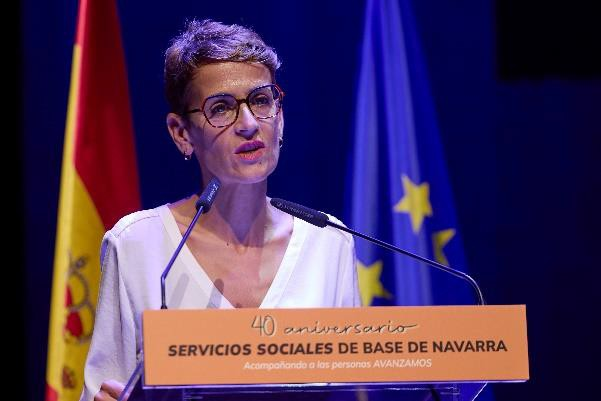 40 aniversario
SERVICIOS SOCIALES DE BASE DE NAVARRA
Acompañando a las personas AVANZAMOS